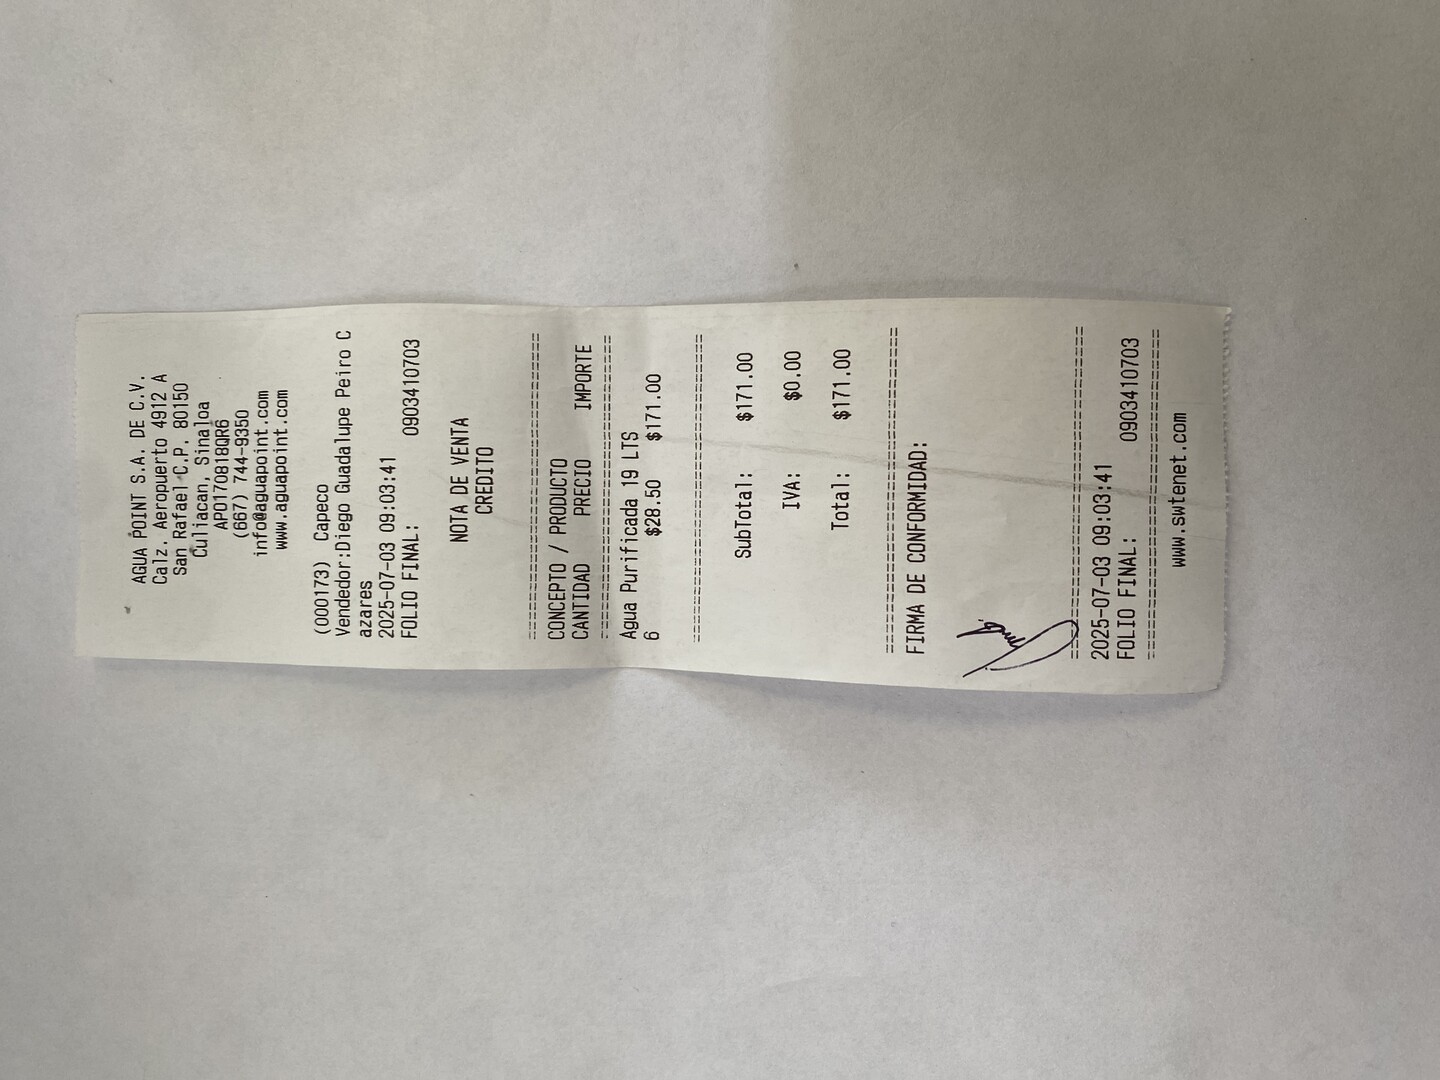 AGUA POINT S.A. DE C.V.
Calz. Aeropuerto 4912 A
San Rafael C.P. 80150
Culiacan, Sinaloa
APO170818QR6
(667) 744-9350
info@aguapoint.com
www.aguapoint.com
(000173)  Capeco
Vendedor:Diego Guadalupe Peiro C
azares
2025-07-03 09:03:41
FOLIO FINAL:        0903410703
NOTA DE VENTA
CREDITO
================================
CONCEPTO / PRODUCTO
CANTIDAD    PRECIO    IMPORTE
================================
Agua Purificada 19 LTS
6         $28.50    $171.00
================================
SubTotal:    $171.00
IVA:      $0.00
Total:    $171.00
================================
FIRMA DE CONFORMIDAD:
================================
2025-07-03 09:03:41
FOLIO FINAL:        0903410703
================================
www.swtenet.com